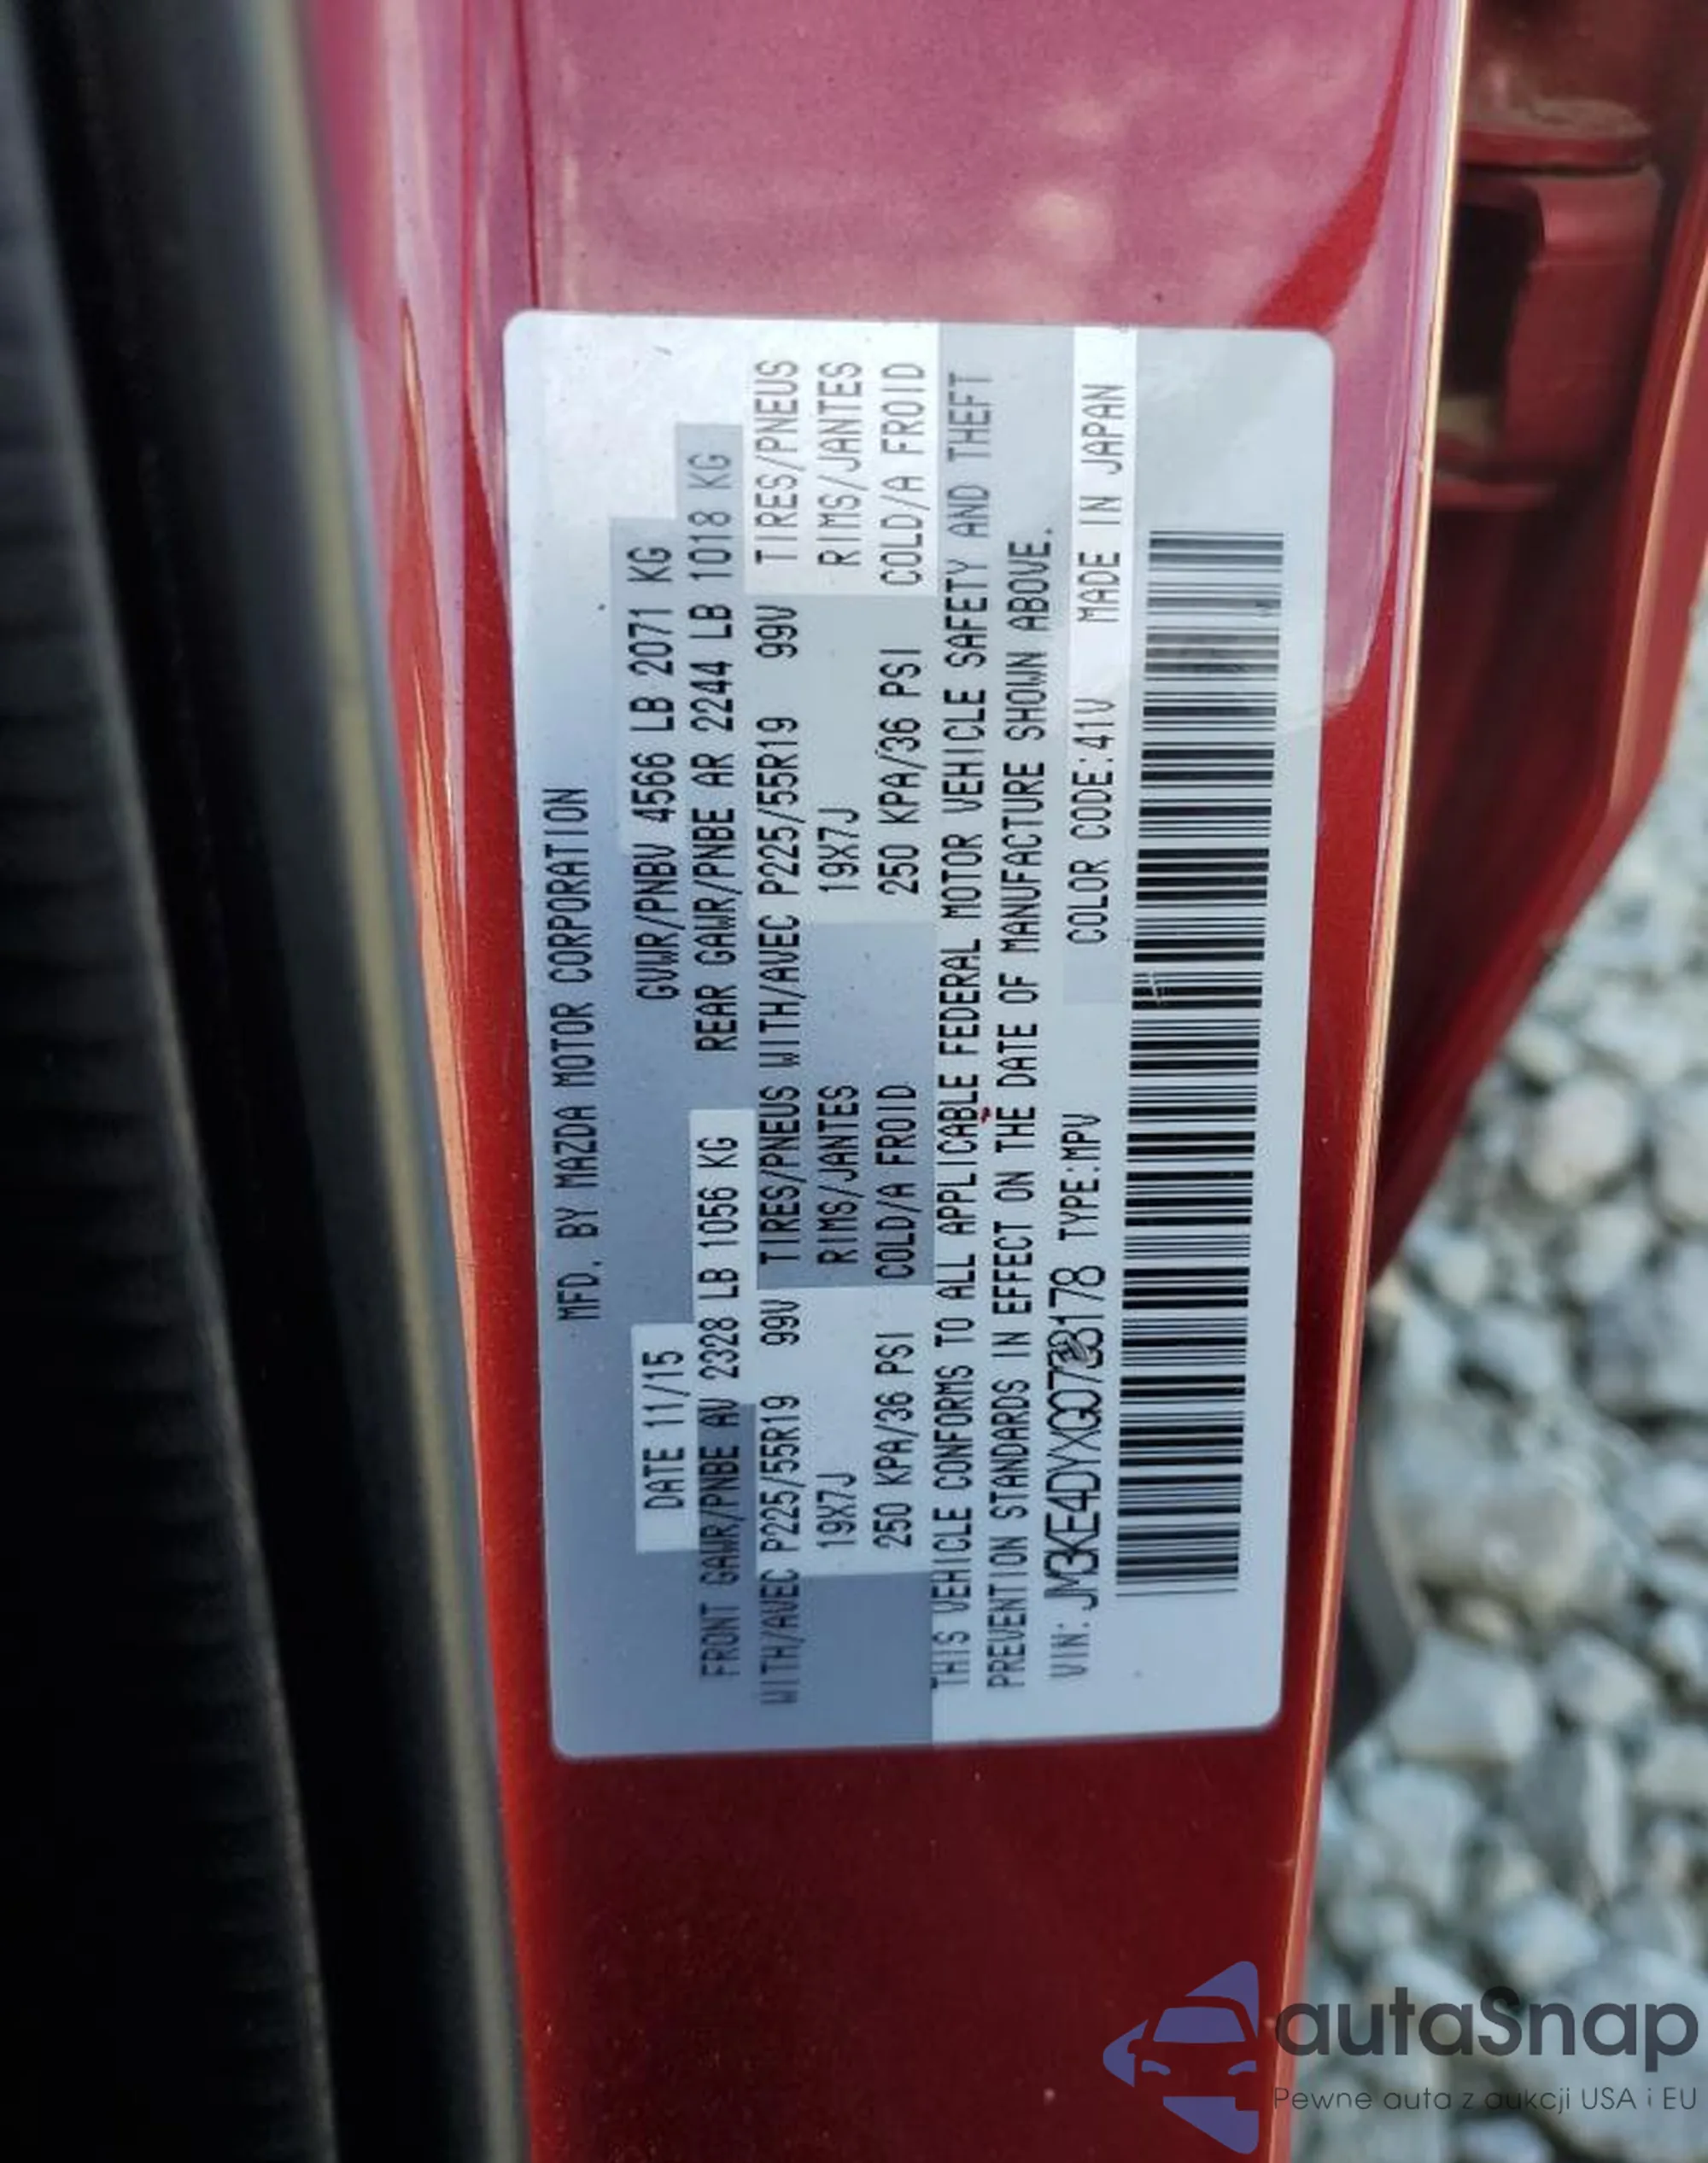 MFD. BY MAZDA MOTOR CORPORATION
DATE 11/15 GVWR/PNBV 4566 LB 2071 KG
FRONT GAWR/PNBE AV 2328 LB 1056 KG REAR GAWR/PNBE AR 2244 LB 1018 KG
WITH/AVEC P225/55R19 99V TIRES/PNEUS WITH/AVEC P225/55R19 99V TIRES/PNEUS
19X7J RIMS/JANTES 19X7J RIMS/JANTES
250 KPA/36 PSI COLD/A FROID 250 KPA/36 PSI COLD/A FROID
THIS VEHICLE CONFORMS TO ALL APPLICABLE FEDERAL MOTOR VEHICLE SAFETY AND THEFT
PREVENTION STANDARDS IN EFFECT ON THE DATE OF MANUFACTURE SHOWN ABOVE.
VIN: JM3KE4DYXG0738178 TYPE:MPV COLOR CODE:41V MADE IN JAPAN
autaSnap
Pewne auta z aukcji USA i EU